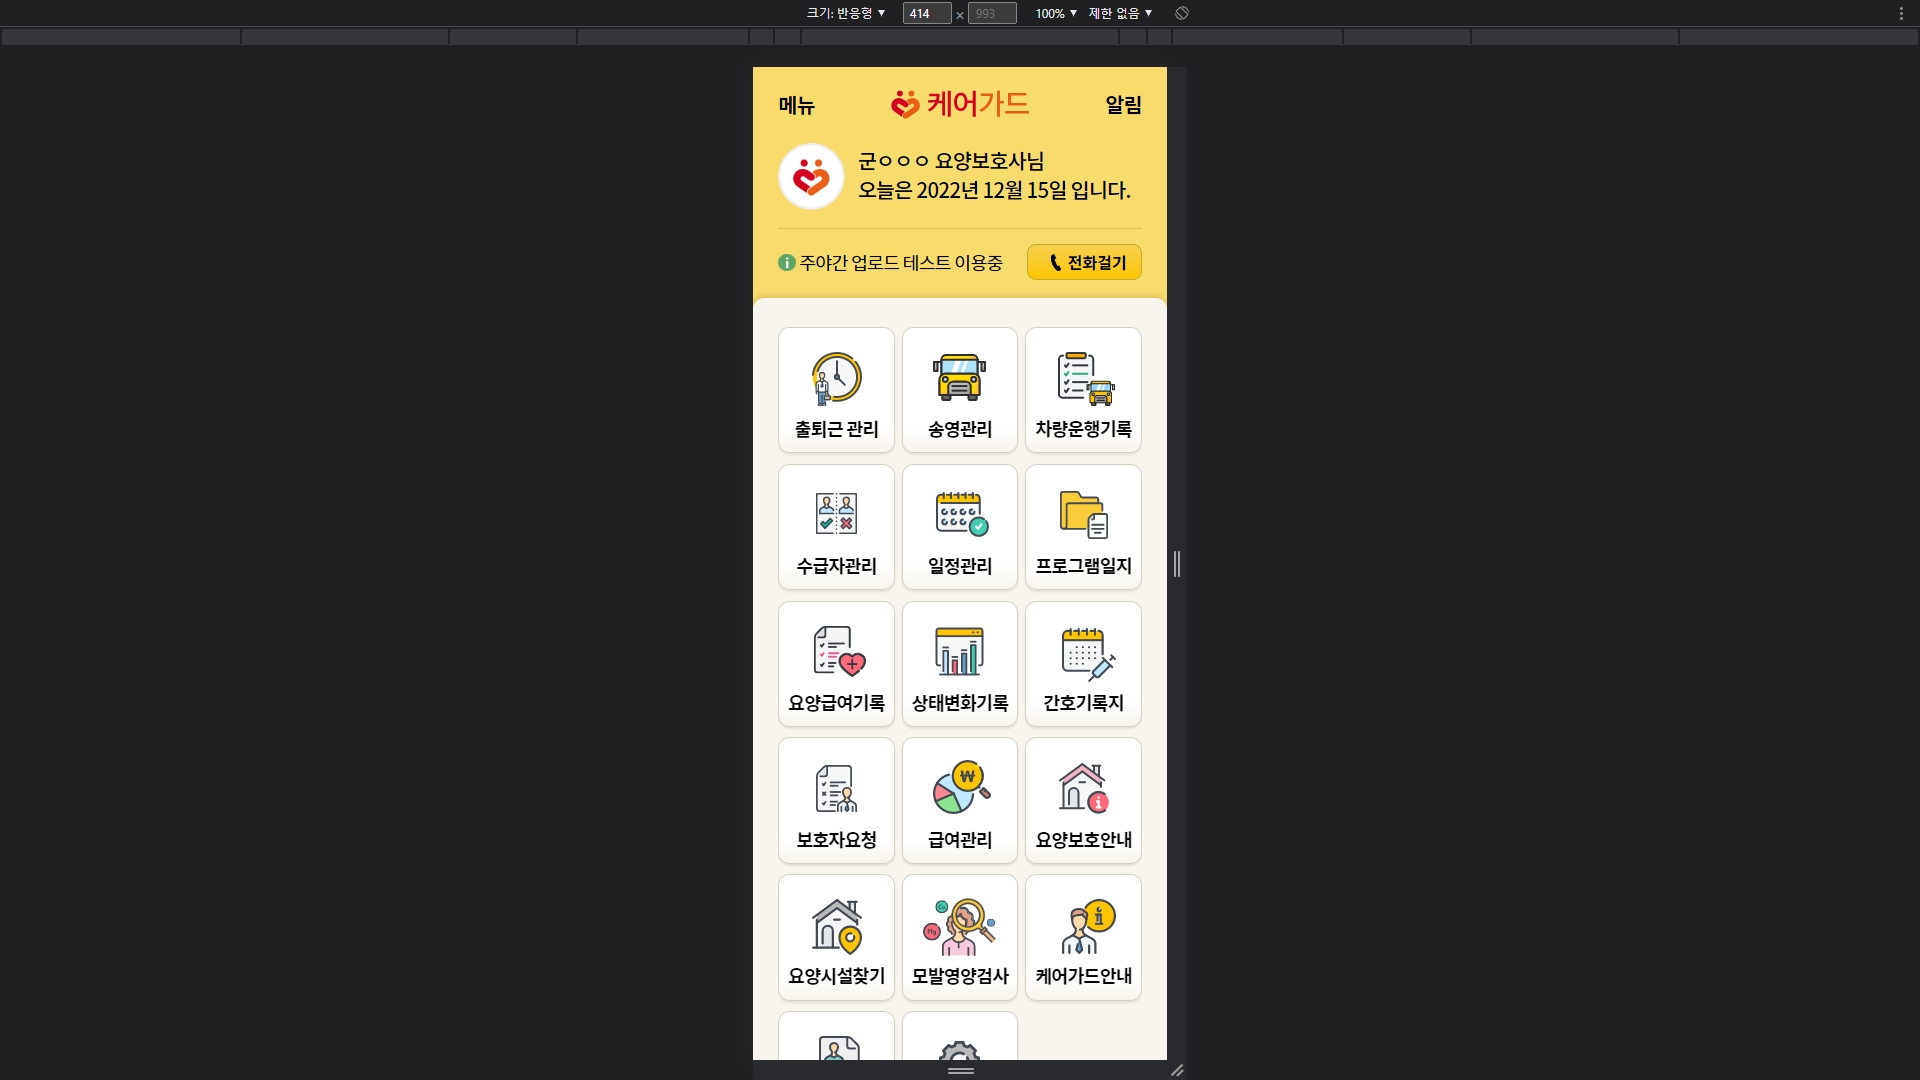 크기: 반응형 ▼ 414 × 993 100% ▼ 제한 없음 ▼
메뉴 케어가드 알림
군ㅇㅇㅇ 요양보호사님
오늘은 2022년 12월 15일 입니다.
i 주야간 업로드 테스트 이용중 전화걸기
출퇴근 관리 송영관리 차량운행기록
수급자관리 일정관리 프로그램일지
요양급여기록 상태변화기록 간호기록지
₩
i
보호자요청 급여관리 요양보호안내
Co
Mg
i
요양시설찾기 모발영양검사 케어가드안내